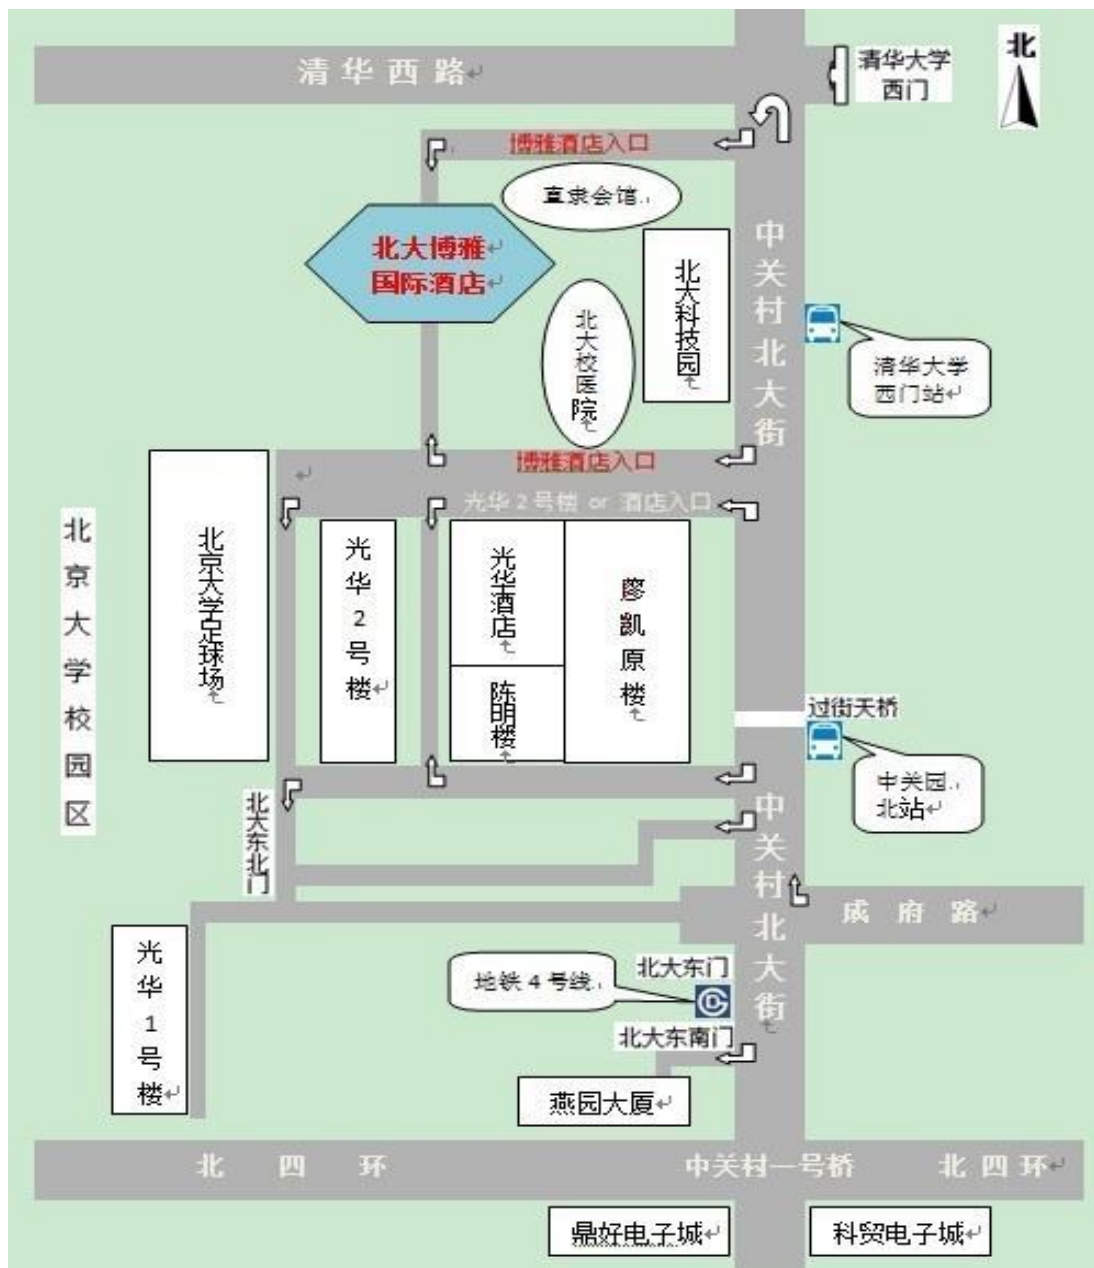 北
清华西路
清华大学
西门
博雅酒店入口
直隶会馆
北大博雅
国际酒店
北大科技园
中关村北大街
北大校医院
清华大学
西门站
博雅酒店入口
光华2号楼 or 酒店入口
北京大学校园区
北京大学足球场
光华2号楼
光华酒店
廖凯原楼
陈明楼
过街天桥
中关园
北站
北大东北门
中关村北大街
成府路
光华1号楼
地铁4号线
北大东门
北大东南门
燕园大厦
北四环
中关村一号桥
北四环
鼎好电子城
科贸电子城